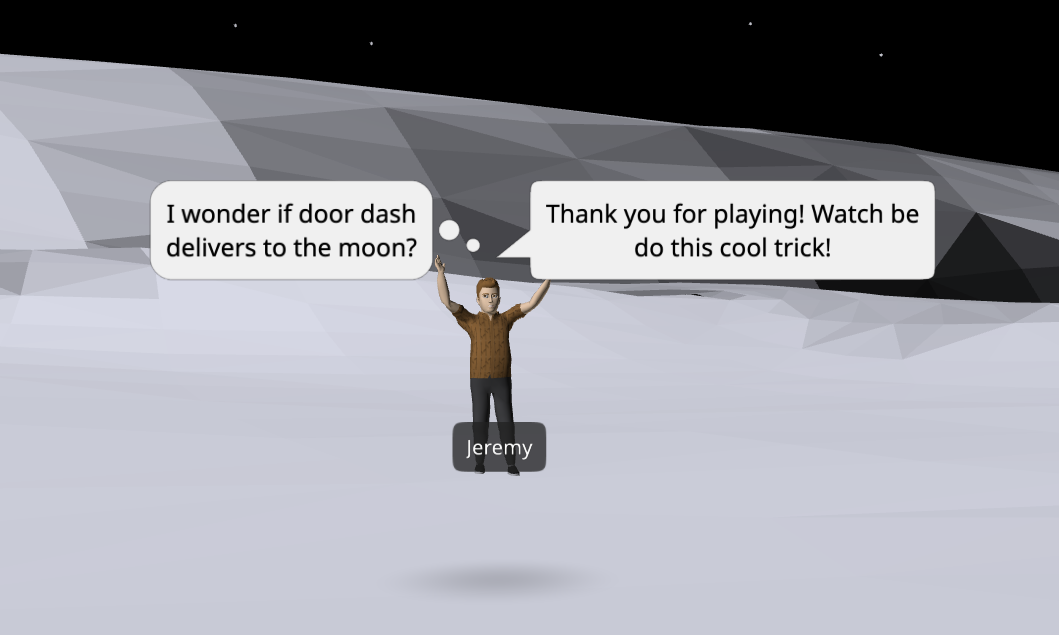 I wonder if door dash
delivers to the moon?
Thank you for playing! Watch be
do this cool trick!
Jeremy